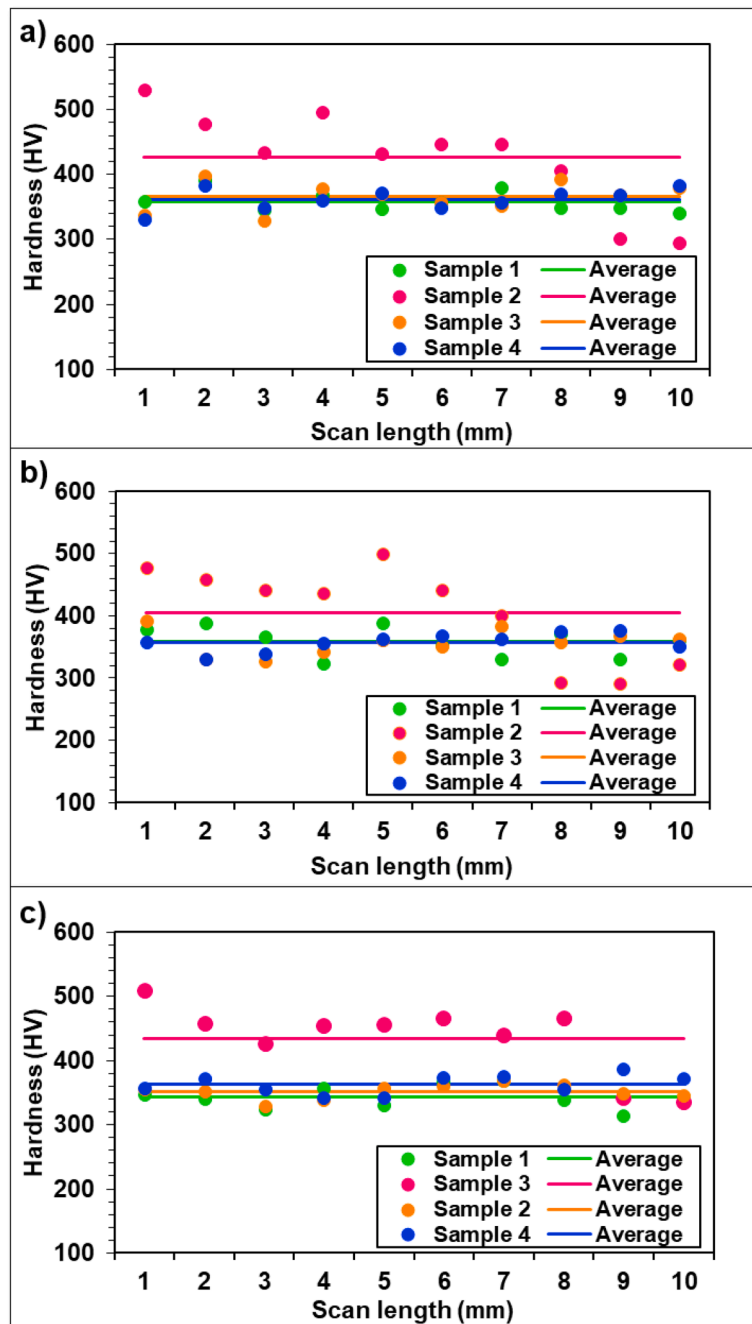 a)
Hardness (HV)
600
500
400
300
200
100
Sample 1 Average
Sample 2 Average
Sample 3 Average
Sample 4 Average
1 2 3 4 5 6 7 8 9 10
Scan length (mm)
b)
Hardness (HV)
600
500
400
300
200
100
Sample 1 Average
Sample 2 Average
Sample 3 Average
Sample 4 Average
1 2 3 4 5 6 7 8 9 10
Scan length (mm)
c)
Hardness (HV)
600
500
400
300
200
100
Sample 1 Average
Sample 3 Average
Sample 2 Average
Sample 4 Average
1 2 3 4 5 6 7 8 9 10
Scan length (mm)